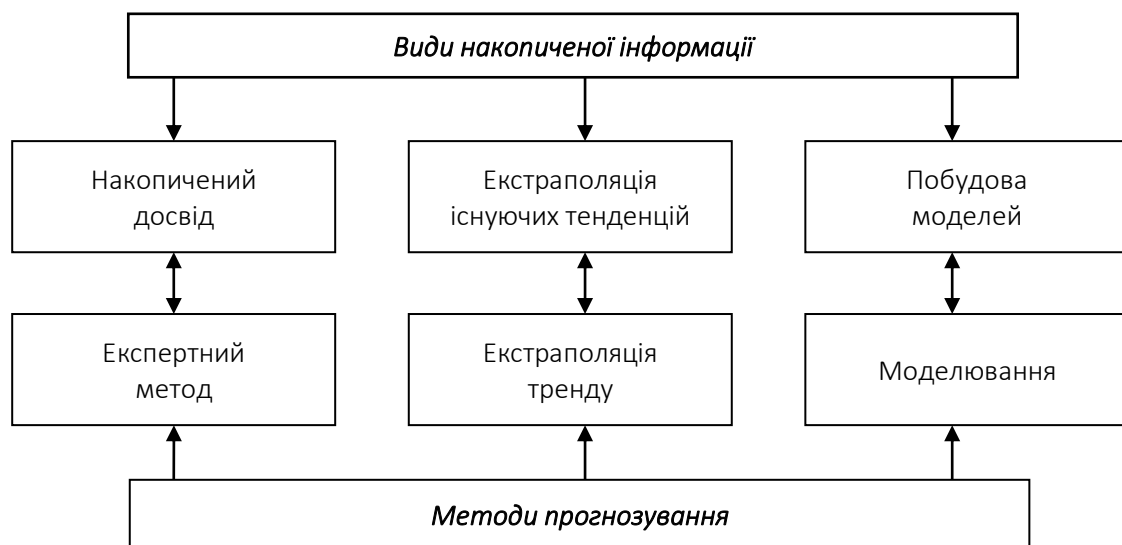 Види накопиченої інформації
Накопичений
досвід
Екстраполяція
існуючих тенденцій
Побудова
моделей
Експертний
метод
Екстраполяція
тренду
Моделювання
Методи прогнозування